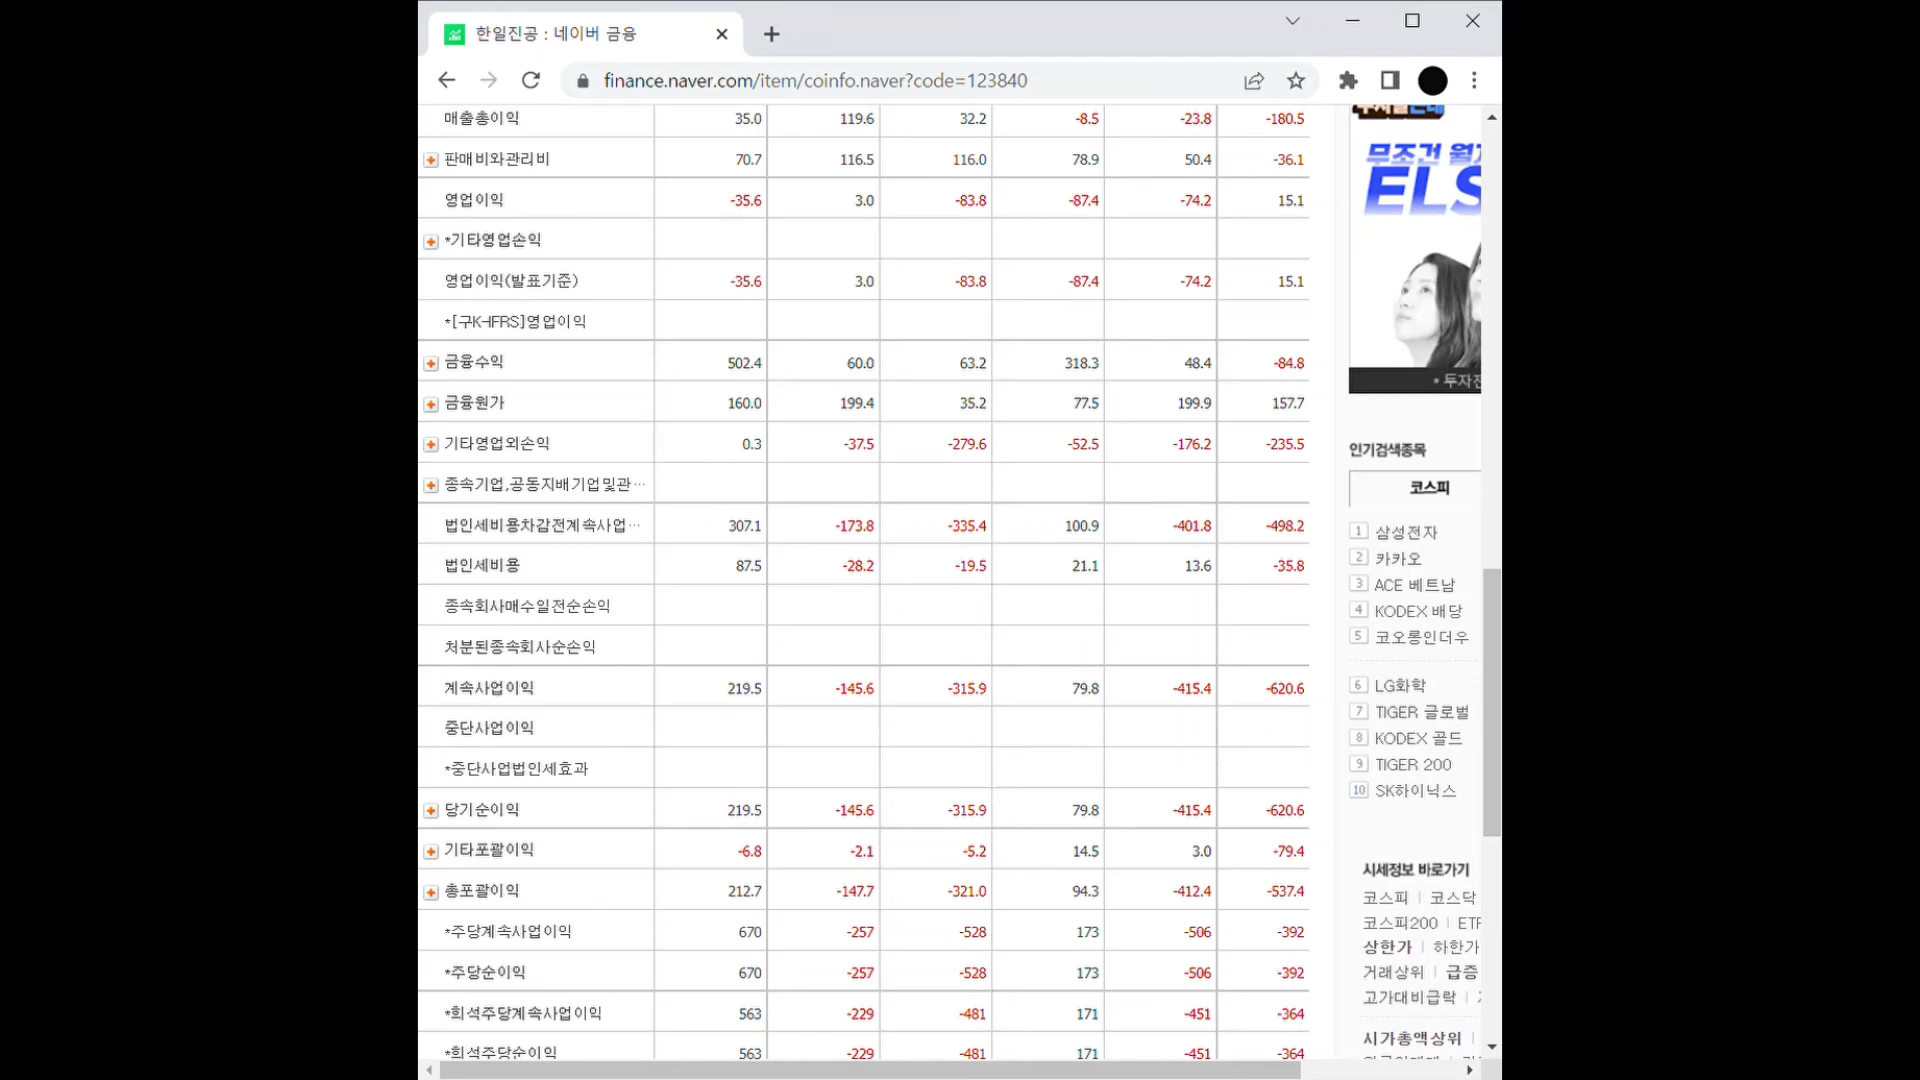 한일진공 : 네이버 금융
finance.naver.com/item/coinfo.naver?code=123840
매출총이익 35.0 119.6 32.2 -8.5 -23.8 -180.5
판매비와관리비 70.7 116.5 116.0 78.9 50.4 -36.1
영업이익 -35.6 3.0 -83.8 -87.4 -74.2 15.1
*기타영업손익
영업이익(발표기준) -35.6 3.0 -83.8 -87.4 -74.2 15.1
*[구K-IFRS]영업이익
금융수익 502.4 60.0 63.2 318.3 48.4 -84.8
금융원가 160.0 199.4 35.2 77.5 199.9 157.7
기타영업외손익 0.3 -37.5 -279.6 -52.5 -176.2 -235.5
종속기업,공동지배기업및관…
법인세비용차감전계속사업… 307.1 -173.8 -335.4 100.9 -401.8 -498.2
법인세비용 87.5 -28.2 -19.5 21.1 13.6 -35.8
종속회사매수일전순손익
처분된종속회사순손익
계속사업이익 219.5 -145.6 -315.9 79.8 -415.4 -620.6
중단사업이익
*중단사업법인세효과
당기순이익 219.5 -145.6 -315.9 79.8 -415.4 -620.6
기타포괄이익 -6.8 -2.1 -5.2 14.5 3.0 -79.4
총포괄이익 212.7 -147.7 -321.0 94.3 -412.4 -537.4
*주당계속사업이익 670 -257 -528 173 -506 -392
*주당순이익 670 -257 -528 173 -506 -392
*희석주당계속사업이익 563 -229 -481 171 -451 -364
*희석주당순이익 563 -229 -481 171 -451 -364
무조건 월
ELS
• 투자전
인기검색종목
코스피
1 삼성전자
2 카카오
3 ACE 베트남
4 KODEX 배당
5 코오롱인더우
6 LG화학
7 TIGER 글로벌
8 KODEX 골드
9 TIGER 200
10 SK하이닉스
시세정보 바로가기
코스피 | 코스닥
코스피200 | ETF
상한가 | 하한가
거래상위 | 급증
고가대비급락 |
시가총액상위 |